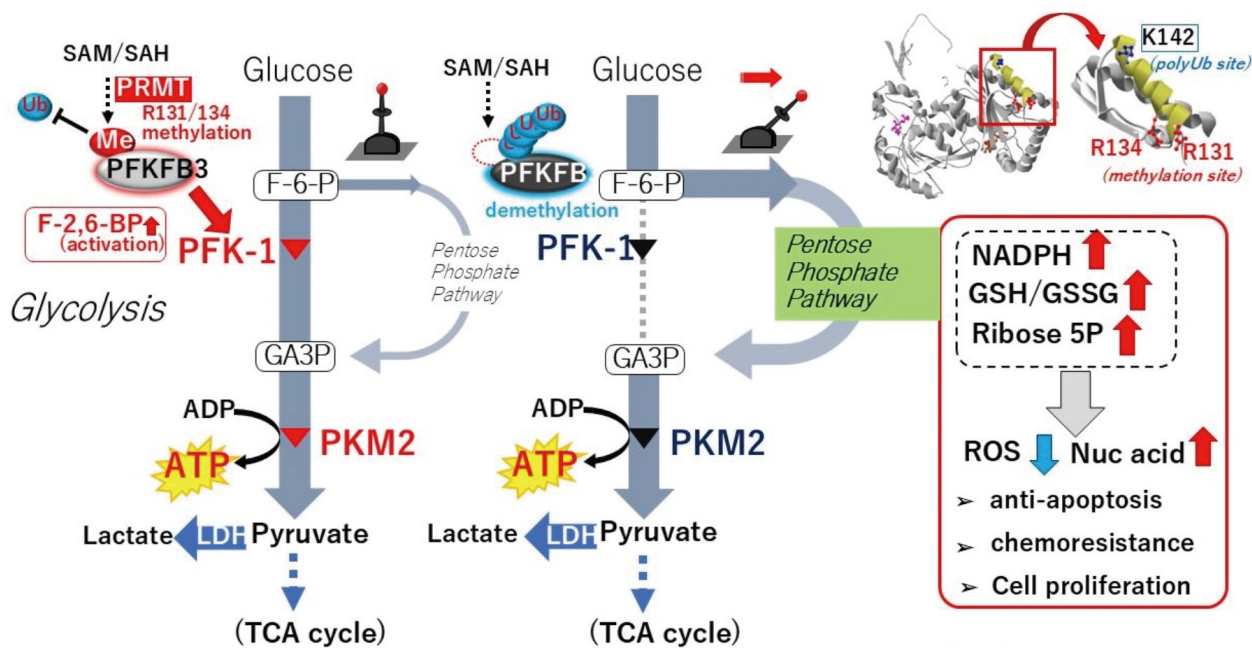 SAM/SAH
PRMT
R131/134
methylation
Ub
Me
PFKFB3
F-2,6-BP
(activation)
PFK-1
Glycolysis
Glucose
F-6-P
Pentose
Phosphate
Pathway
GA3P
ADP
ATP
PKM2
Lactate
LDH
Pyruvate
(TCA cycle)
SAM/SAH
Ub
PFKFB
demethylation
PFK-1
Glucose
F-6-P
Pentose
Phosphate
Pathway
GA3P
ADP
ATP
PKM2
Lactate
LDH
Pyruvate
(TCA cycle)
K142
(polyUb site)
R134
R131
(methylation site)
NADPH
GSH/GSSG
Ribose 5P
ROS
Nuc acid
➢ anti-apoptosis
➢ chemoresistance
➢ Cell proliferation